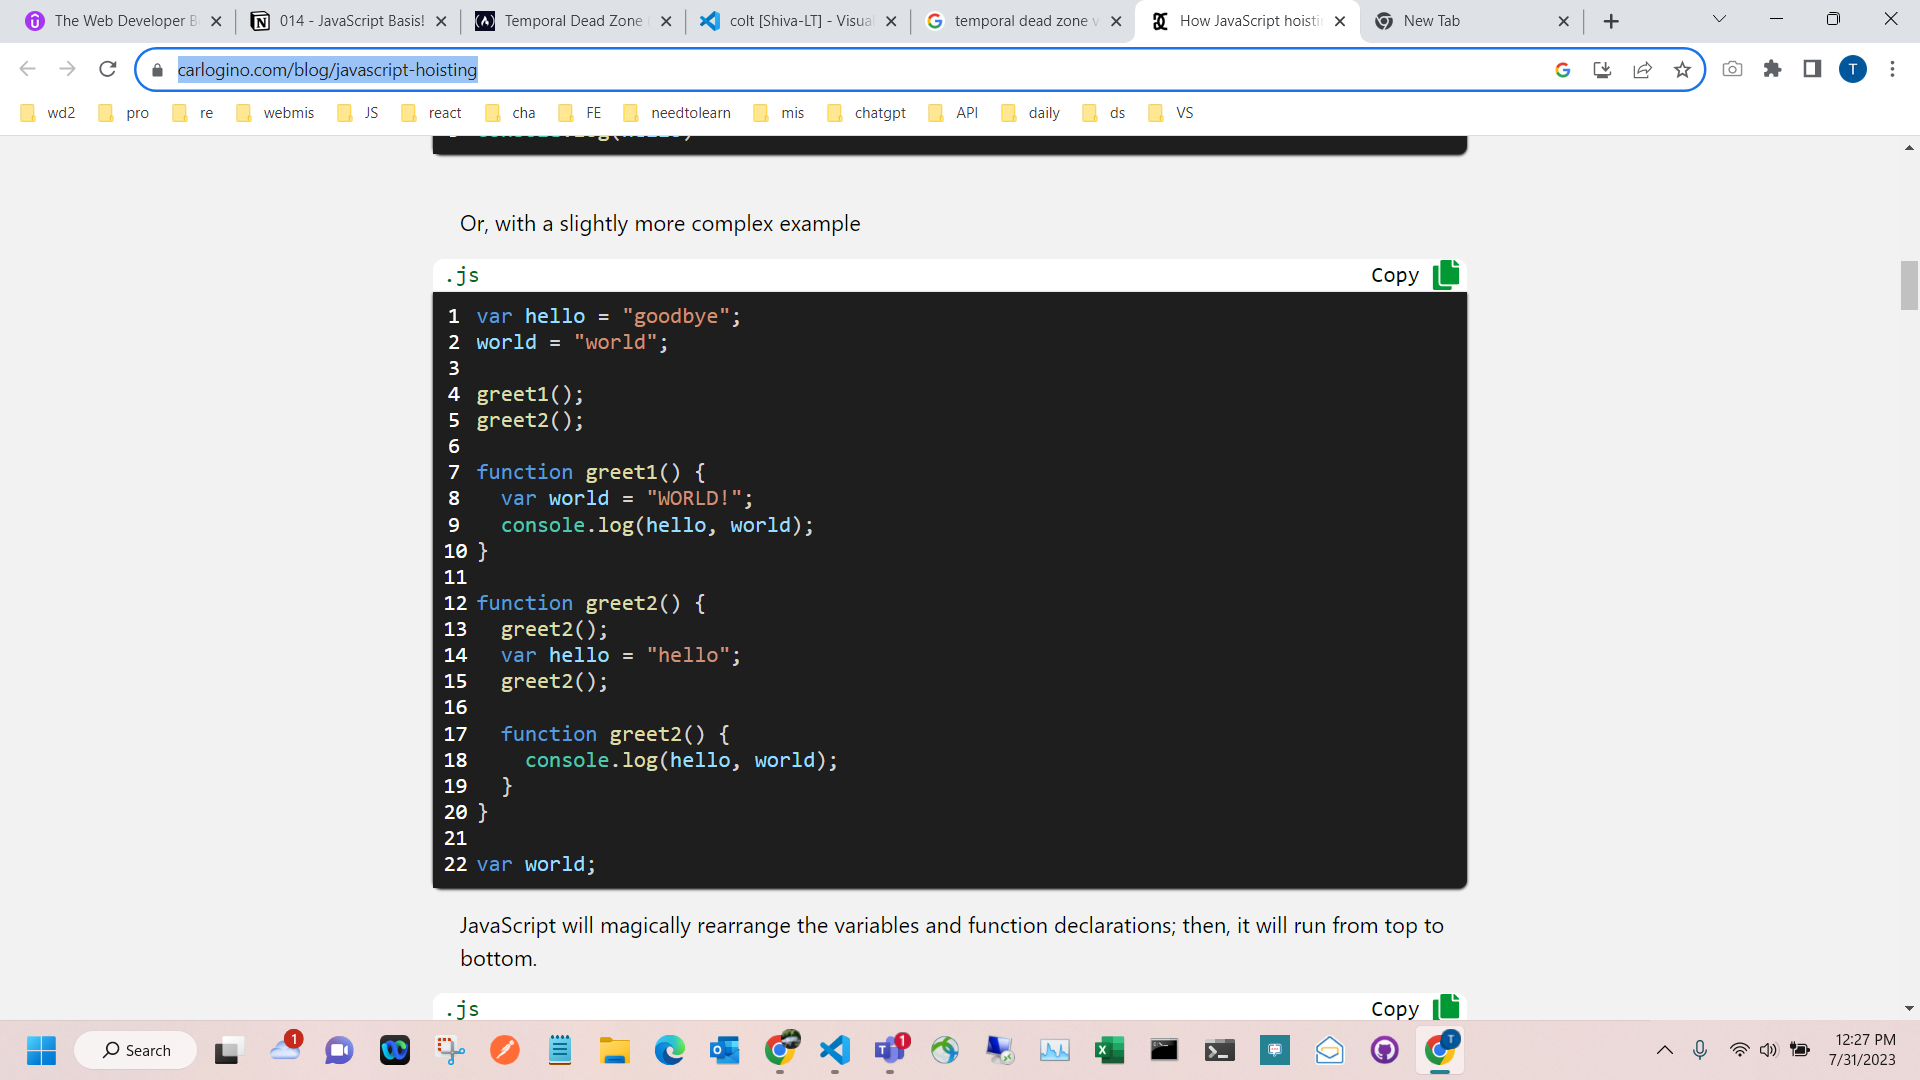 The Web Developer B
014 - JavaScript Basis!
Temporal Dead Zone
colt [Shiva-LT] - Visua
temporal dead zone v
How JavaScript hoisti
New Tab
carlogino.com/blog/javascript-hoisting
T
wd2
pro
re
webmis
JS
react
cha
FE
needtolearn
mis
chatgpt
API
daily
ds
VS
Or, with a slightly more complex example
.js Copy
1 var hello = "goodbye";
2 world = "world";
3
4 greet1();
5 greet2();
6
7 function greet1() {
8 var world = "WORLD!";
9 console.log(hello, world);
10 }
11
12 function greet2() {
13 greet2();
14 var hello = "hello";
15 greet2();
16
17 function greet2() {
18 console.log(hello, world);
19 }
20 }
21
22 var world;
JavaScript will magically rearrange the variables and function declarations; then, it will run from top to
bottom.
.js Copy
Search
1
1
T
12:27 PM
7/31/2023